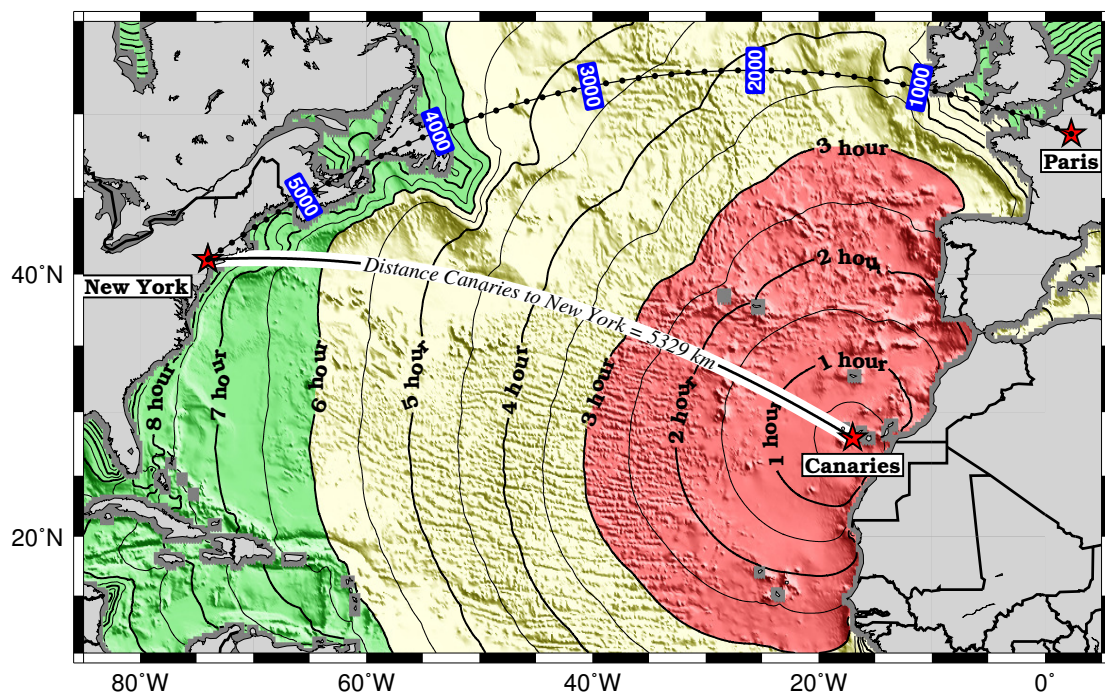 1000
2000
3000
4000
5000
Paris
3 hour
2 hou
New York
40°N
Distance Canaries to New York = 5329 km
1 hour
8 hour
7 hour
6 hour
5 hour
4 hour
3 hour
2 hour
1 hour
Canaries
20°N
80°W
60°W
40°W
20°W
0°